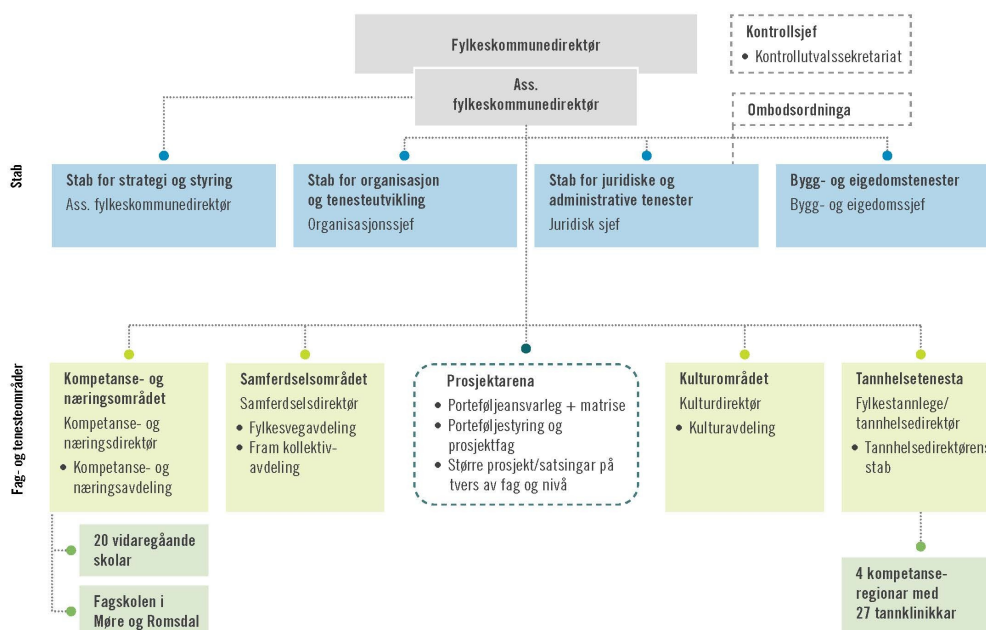 Fylkeskommunedirektør
Ass.
fylkeskommunedirektør
Kontrollsjef
• Kontrollutvalssekretariat
Ombodsordninga
Stab
Stab for strategi og styring
Ass. fylkeskommunedirektør
Stab for organisasjon
og tenesteutvikling
Organisasjonssjef
Stab for juridiske og
administrative tenester
Juridisk sjef
Bygg- og eigedomstenester
Bygg- og eigedomssjef
Fag- og tenesteområder
Kompetanse- og
næringsområdet
Kompetanse- og
næringsdirektør
• Kompetanse- og
næringsavdeling
20 vidaregåande
skolar
Fagskolen i
Møre og Romsdal
Samferdselsområdet
Samferdselsdirektør
• Fylkesvegavdeling
• Fram kollektiv-
avdeling
Prosjektarena
• Porteføljeansvarleg + matrise
• Porteføljestyring og
prosjektfag
• Større prosjekt/satsingar på
tvers av fag og nivå
Kulturområdet
Kulturdirektør
• Kulturavdeling
Tannhelsetenesta
Fylkestannlege/
tannhelsedirektør
• Tannhelsedirektørens
stab
4 kompetanse-
regionar med
27 tannklinikkar